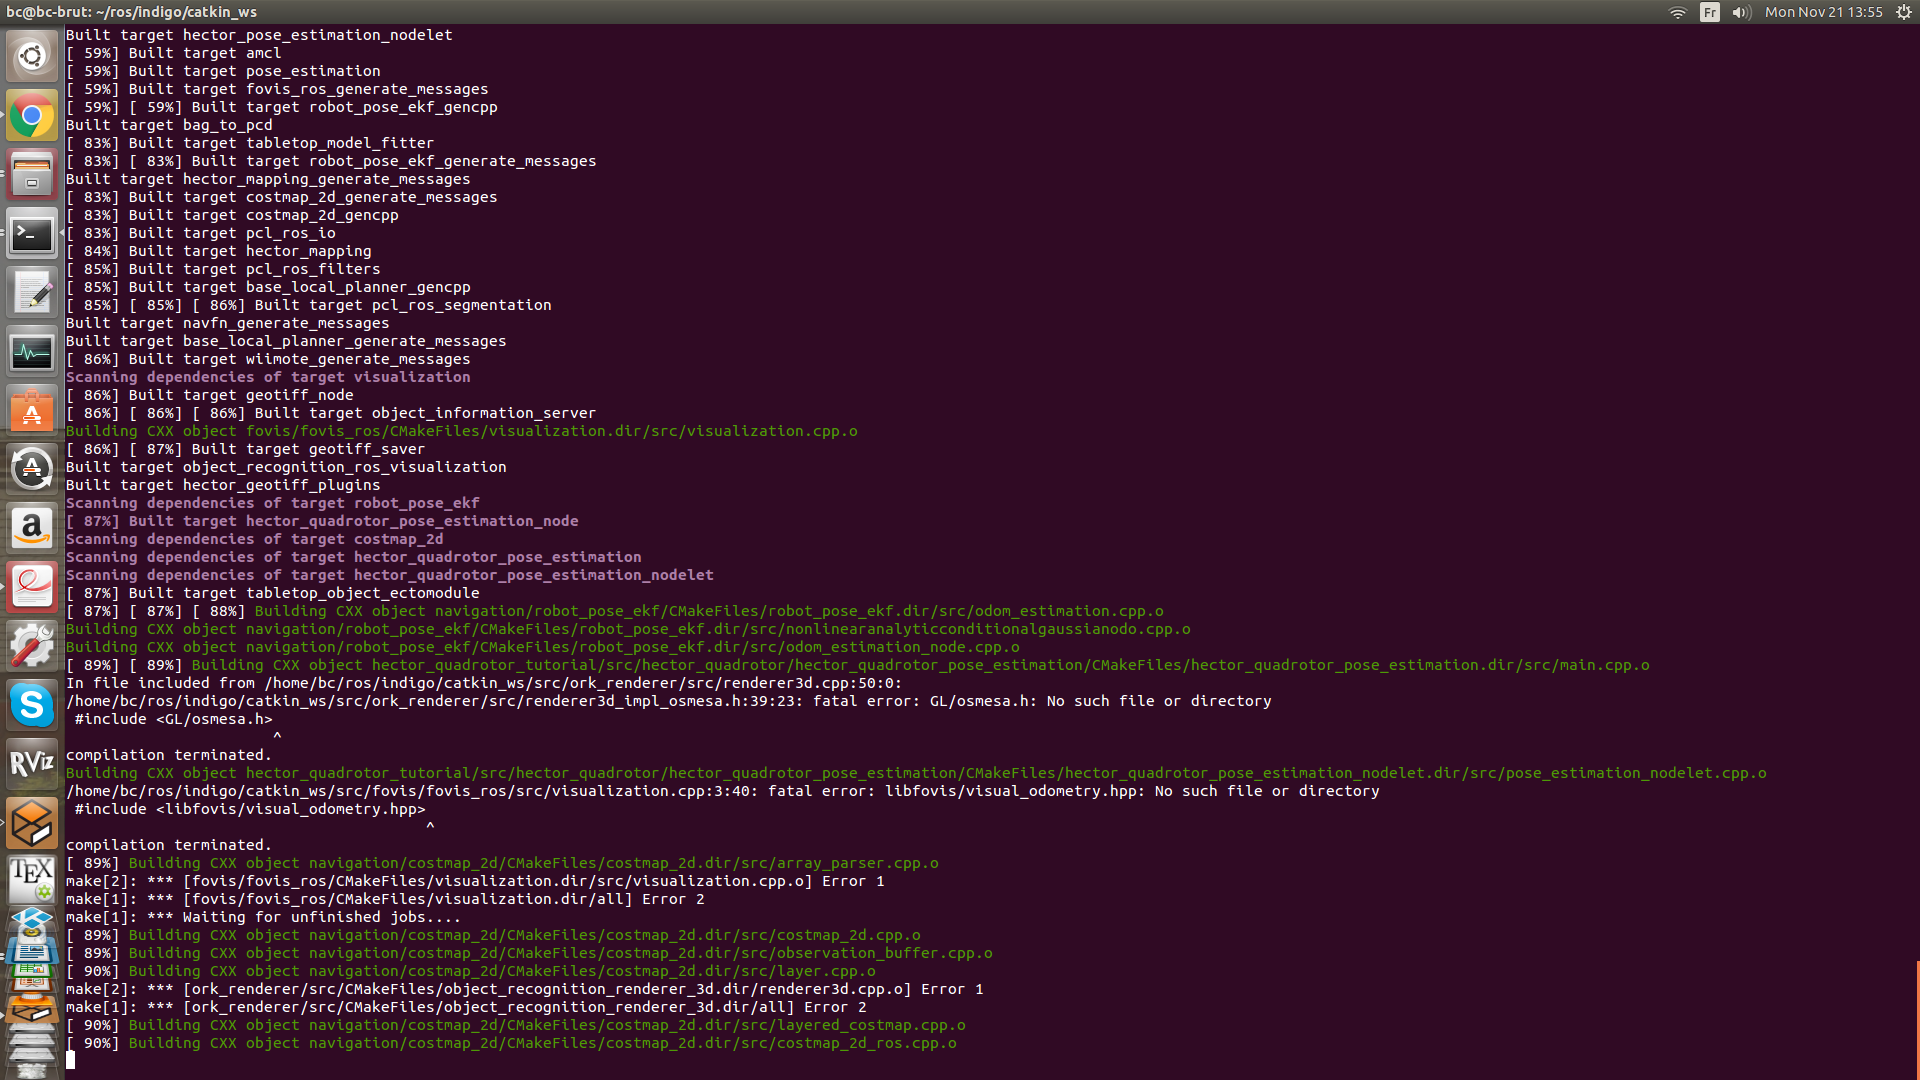 bc@bc-brut: ~/ros/indigo/catkin_ws
Fr
Mon Nov 21 13:55
Built target hector_pose_estimation_nodelet
[ 59%] Built target amcl
[ 59%] Built target pose_estimation
[ 59%] Built target fovis_ros_generate_messages
[ 59%] [ 59%] Built target robot_pose_ekf_gencpp
Built target bag_to_pcd
[ 83%] Built target tabletop_model_fitter
[ 83%] [ 83%] Built target robot_pose_ekf_generate_messages
Built target hector_mapping_generate_messages
[ 83%] Built target costmap_2d_generate_messages
[ 83%] Built target costmap_2d_gencpp
[ 83%] Built target pcl_ros_io
[ 84%] Built target hector_mapping
[ 85%] Built target pcl_ros_filters
[ 85%] Built target base_local_planner_gencpp
[ 85%] [ 85%] [ 86%] Built target pcl_ros_segmentation
Built target navfn_generate_messages
Built target base_local_planner_generate_messages
[ 86%] Built target wiimote_generate_messages
Scanning dependencies of target visualization
[ 86%] Built target geotiff_node
[ 86%] [ 86%] [ 86%] Built target object_information_server
Building CXX object fovis/fovis_ros/CMakeFiles/visualization.dir/src/visualization.cpp.o
[ 86%] [ 87%] Built target geotiff_saver
Built target object_recognition_ros_visualization
Built target hector_geotiff_plugins
Scanning dependencies of target robot_pose_ekf
[ 87%] Built target hector_quadrotor_pose_estimation_node
Scanning dependencies of target costmap_2d
Scanning dependencies of target hector_quadrotor_pose_estimation
Scanning dependencies of target hector_quadrotor_pose_estimation_nodelet
[ 87%] Built target tabletop_object_ectomodule
[ 87%] [ 87%] [ 88%] Building CXX object navigation/robot_pose_ekf/CMakeFiles/robot_pose_ekf.dir/src/odom_estimation.cpp.o
Building CXX object navigation/robot_pose_ekf/CMakeFiles/robot_pose_ekf.dir/src/nonlinearanalyticconditionalgaussianodo.cpp.o
Building CXX object navigation/robot_pose_ekf/CMakeFiles/robot_pose_ekf.dir/src/odom_estimation_node.cpp.o
[ 89%] [ 89%] Building CXX object hector_quadrotor_tutorial/src/hector_quadrotor/hector_quadrotor_pose_estimation/CMakeFiles/hector_quadrotor_pose_estimation.dir/src/main.cpp.o
In file included from /home/bc/ros/indigo/catkin_ws/src/ork_renderer/src/renderer3d.cpp:50:0:
/home/bc/ros/indigo/catkin_ws/src/ork_renderer/src/renderer3d_impl_osmesa.h:39:23: fatal error: GL/osmesa.h: No such file or directory
#include <GL/osmesa.h>
^
compilation terminated.
Building CXX object hector_quadrotor_tutorial/src/hector_quadrotor/hector_quadrotor_pose_estimation/CMakeFiles/hector_quadrotor_pose_estimation_nodelet.dir/src/pose_estimation_nodelet.cpp.o
/home/bc/ros/indigo/catkin_ws/src/fovis/fovis_ros/src/visualization.cpp:3:40: fatal error: libfovis/visual_odometry.hpp: No such file or directory
#include <libfovis/visual_odometry.hpp>
^
compilation terminated.
[ 89%] Building CXX object navigation/costmap_2d/CMakeFiles/costmap_2d.dir/src/array_parser.cpp.o
make[2]: *** [fovis/fovis_ros/CMakeFiles/visualization.dir/src/visualization.cpp.o] Error 1
make[1]: *** [fovis/fovis_ros/CMakeFiles/visualization.dir/all] Error 2
make[1]: *** Waiting for unfinished jobs....
[ 89%] Building CXX object navigation/costmap_2d/CMakeFiles/costmap_2d.dir/src/costmap_2d.cpp.o
[ 89%] Building CXX object navigation/costmap_2d/CMakeFiles/costmap_2d.dir/src/observation_buffer.cpp.o
[ 90%] Building CXX object navigation/costmap_2d/CMakeFiles/costmap_2d.dir/src/layer.cpp.o
make[2]: *** [ork_renderer/src/CMakeFiles/object_recognition_renderer_3d.dir/renderer3d.cpp.o] Error 1
make[1]: *** [ork_renderer/src/CMakeFiles/object_recognition_renderer_3d.dir/all] Error 2
[ 90%] Building CXX object navigation/costmap_2d/CMakeFiles/costmap_2d.dir/src/layered_costmap.cpp.o
[ 90%] Building CXX object navigation/costmap_2d/CMakeFiles/costmap_2d.dir/src/costmap_2d_ros.cpp.o
>_
A
A
a
S
RViz
TEX